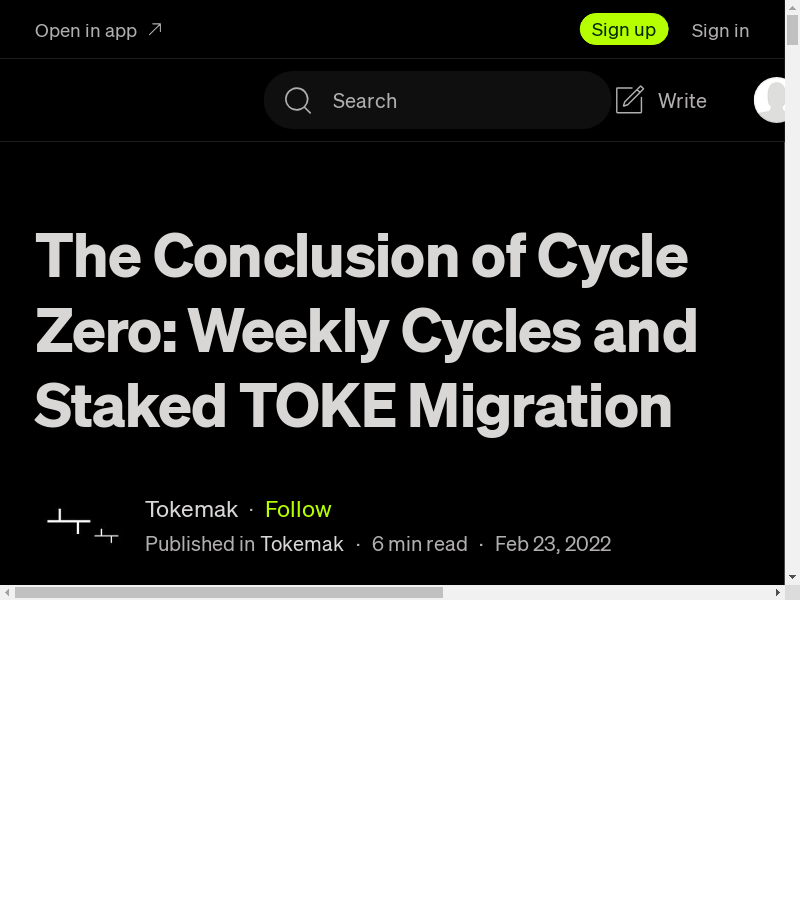 Open in app
Sign up
Sign in
Search
Write
The Conclusion of Cycle
Zero: Weekly Cycles and
Staked TOKE Migration
Tokemak · Follow
Published in Tokemak · 6 min read · Feb 23, 2022